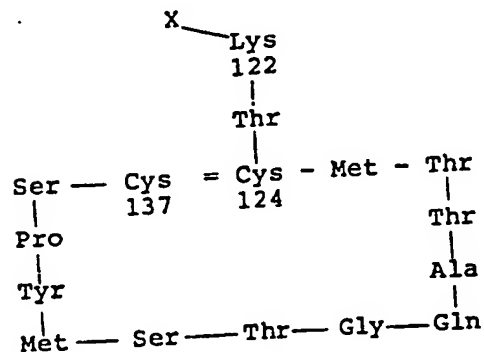 X
Lys
122
Thr
Ser — Cys = Cys - Met - Thr
137 124
Pro Thr
Tyr Ala
Met — Ser — Thr — Gly — Gln